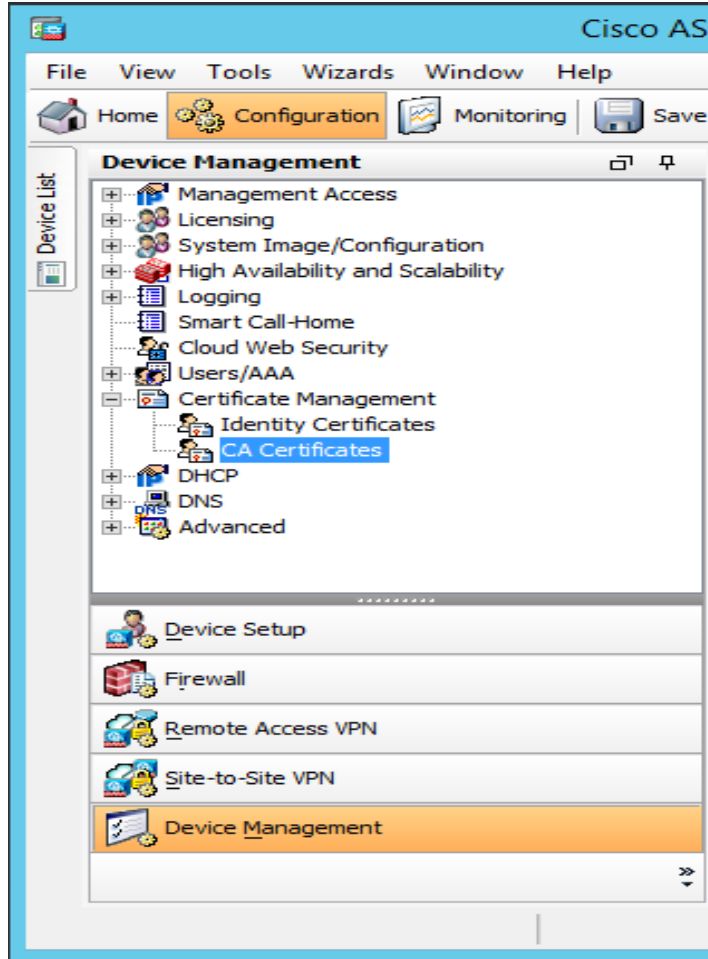 Cisco AS
File View Tools Wizards Window Help
Home Configuration Monitoring Save
Device List
Device Management
Management Access
Licensing
System Image/Configuration
High Availability and Scalability
Logging
Smart Call-Home
Cloud Web Security
Users/AAA
Certificate Management
Identity Certificates
CA Certificates
DHCP
DNS DNS
Advanced
Device Setup
Firewall
Remote Access VPN
Site-to-Site VPN
Device Management